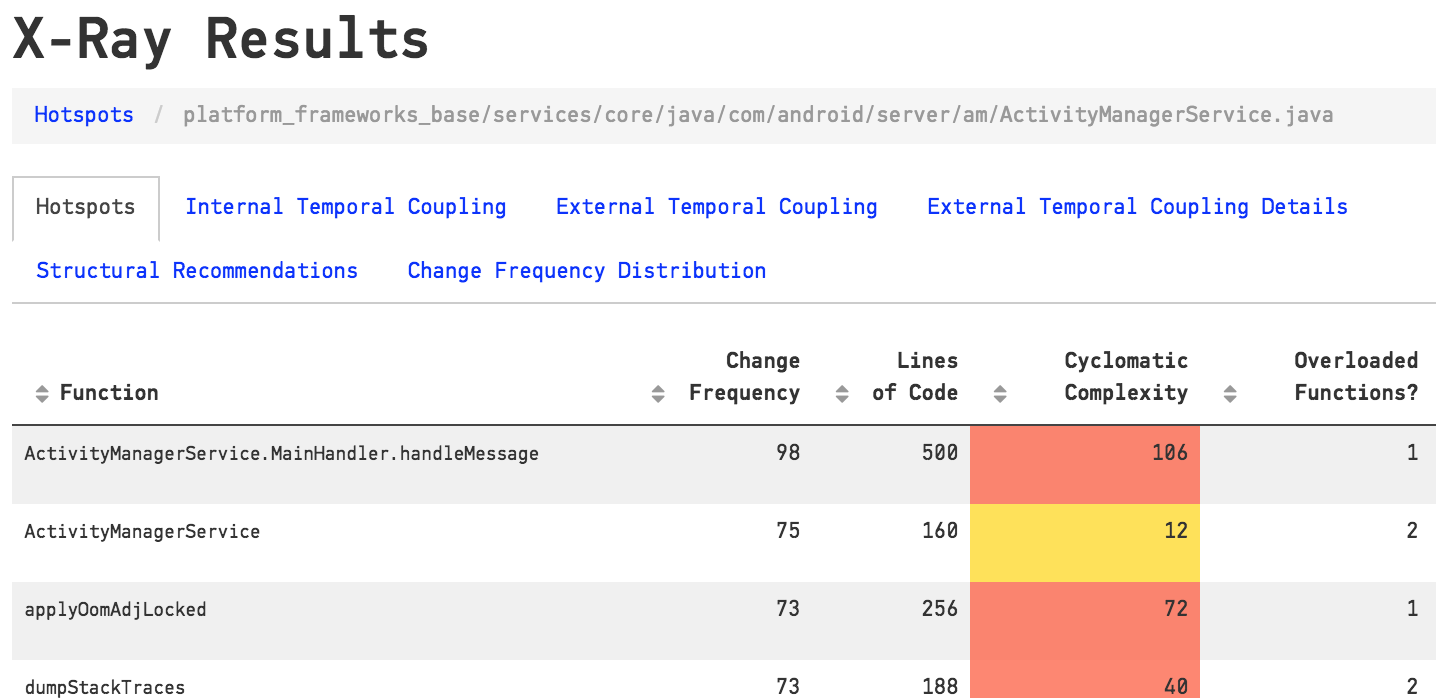 X-Ray Results
Hotspots / platform_frameworks_base/services/core/java/com/android/server/am/ActivityManagerService.java
Hotspots Internal Temporal Coupling External Temporal Coupling External Temporal Coupling Details
Structural Recommendations Change Frequency Distribution
Change Lines Cyclomatic Overloaded
Function Frequency of Code Complexity Functions?
ActivityManagerService.MainHandler.handleMessage 98 500 106 1
ActivityManagerService 75 160 12 2
applyOomAdjLocked 73 256 72 1
dumpStackTraces 73 188 40 2